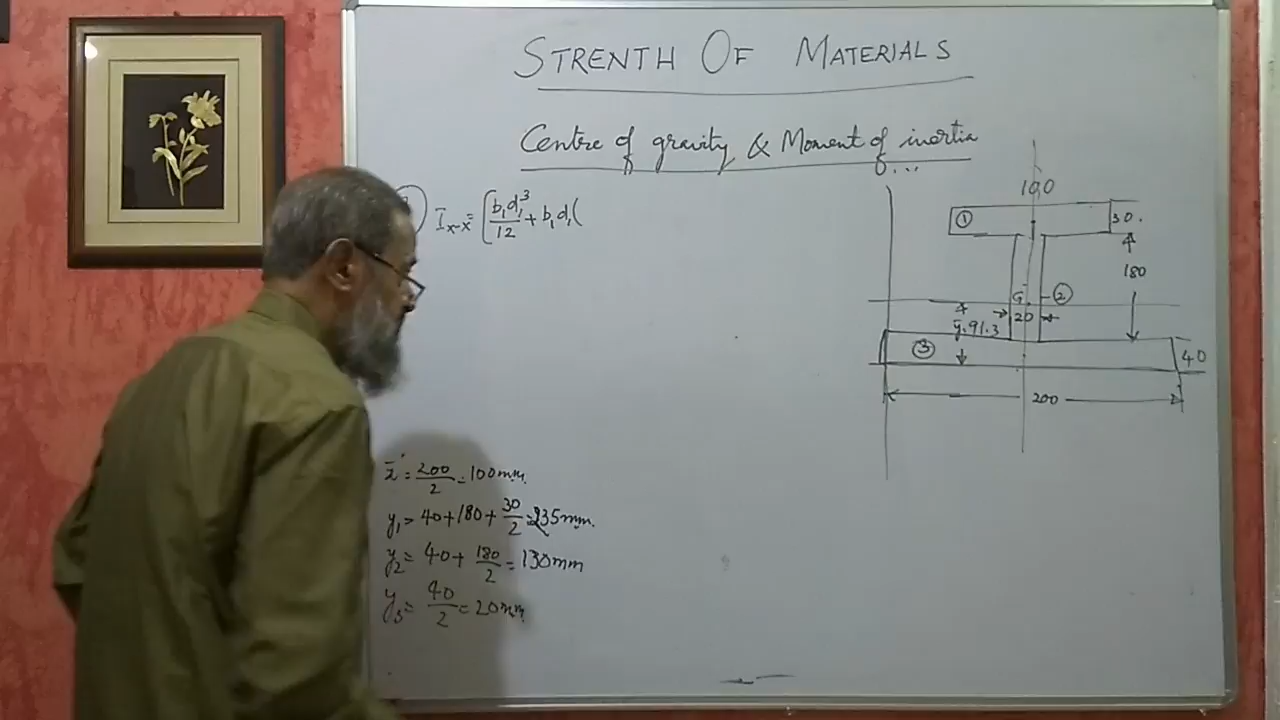 STRENTH OF MATERIALS
Centre of gravity & Moment of inertia
of...
I̅x-x = [b₁d₁³/12 + b₁d₁(
x̅ = 200/2 = 100mm
y₁ = 40+180+30/2 = 235mm.
y₂ = 40+180/2 = 130mm
y₃ = 40/2 = 20mm
100
① 30.
180
G ②
20
y̅.91.3
③ 40
200